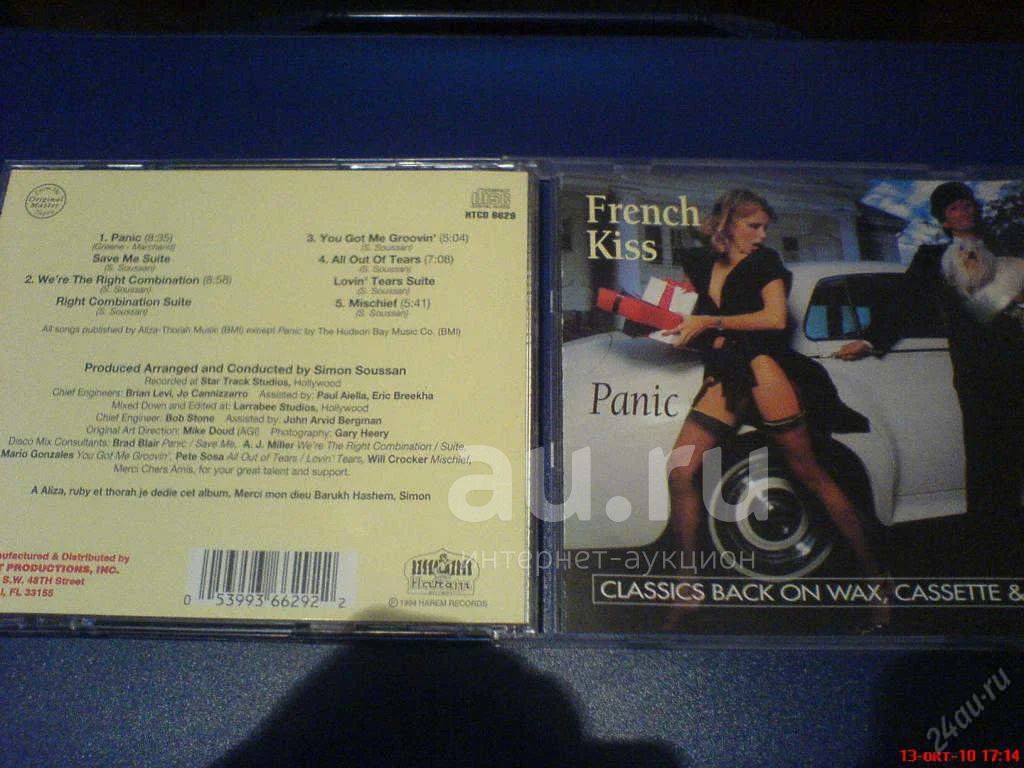 From the
Original
Master
Tapes
HTCD 6629
1. Panic (8:35)
(Greene - Marchand)
Save Me Suite
(S. Soussan)
2. We're The Right Combination (8:58)
(S. Soussan)
Right Combination Suite
(S. Soussan)
3. You Got Me Groovin' (5:04)
(S. Soussan)
4. All Out Of Tears (7:08)
(S. Soussan)
Lovin' Tears Suite
(S. Soussan)
5. Mischief (5:41)
(S. Soussan)
All songs published by Aliza-Thorah Music (BMI) except Panic by The Hudson Bay Music Co. (BMI)
Produced Arranged and Conducted by Simon Soussan
Recorded at Star Track Studios, Hollywood
Chief Engineers: Brian Levi, Jo Cannizzarro Assisted by: Paul Aiella, Eric Breekha
Mixed Down and Edited at: Larrabee Studios, Hollywood
Chief Engineer: Bob Stone Assisted by: John Arvid Bergman
Original Art Direction: Mike Doud (AGI) Photography: Gary Heery
Disco Mix Consultants: Brad Blair Panic / Save Me, A. J. Miller We're The Right Combination / Suite,
Mario Gonzales You Got Me Groovin', Pete Sosa All Out of Tears / Lovin' Tears, Will Crocker Mischief,
Merci Chers Amis, for your great talent and support.
A Aliza, ruby et thorah je dedie cet album, Merci mon dieu Barukh Hashem, Simon
nufactured & Distributed by
T PRODUCTIONS, INC.
S.W. 48TH Street
I, FL 33155
0 53993 66292 2
Harem
RECORDS
℗© 1994 HAREM RECORDS
French
Kiss
Panic
CLASSICS BACK ON WAX, CASSETTE &
au.ru
интернет-аукцион
24au.ru
13-окт-10 17:14